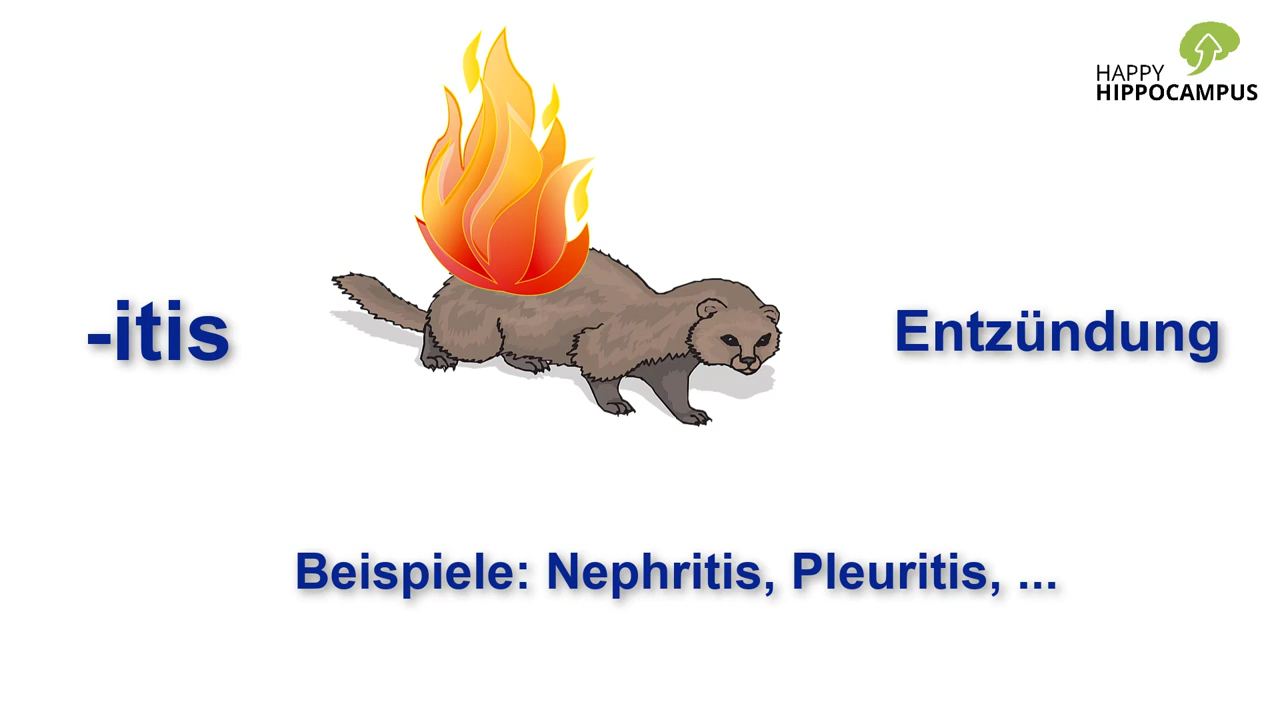 HAPPY
HIPPOCAMPUS
-itis
Entzündung
Beispiele: Nephritis, Pleuritis, ...